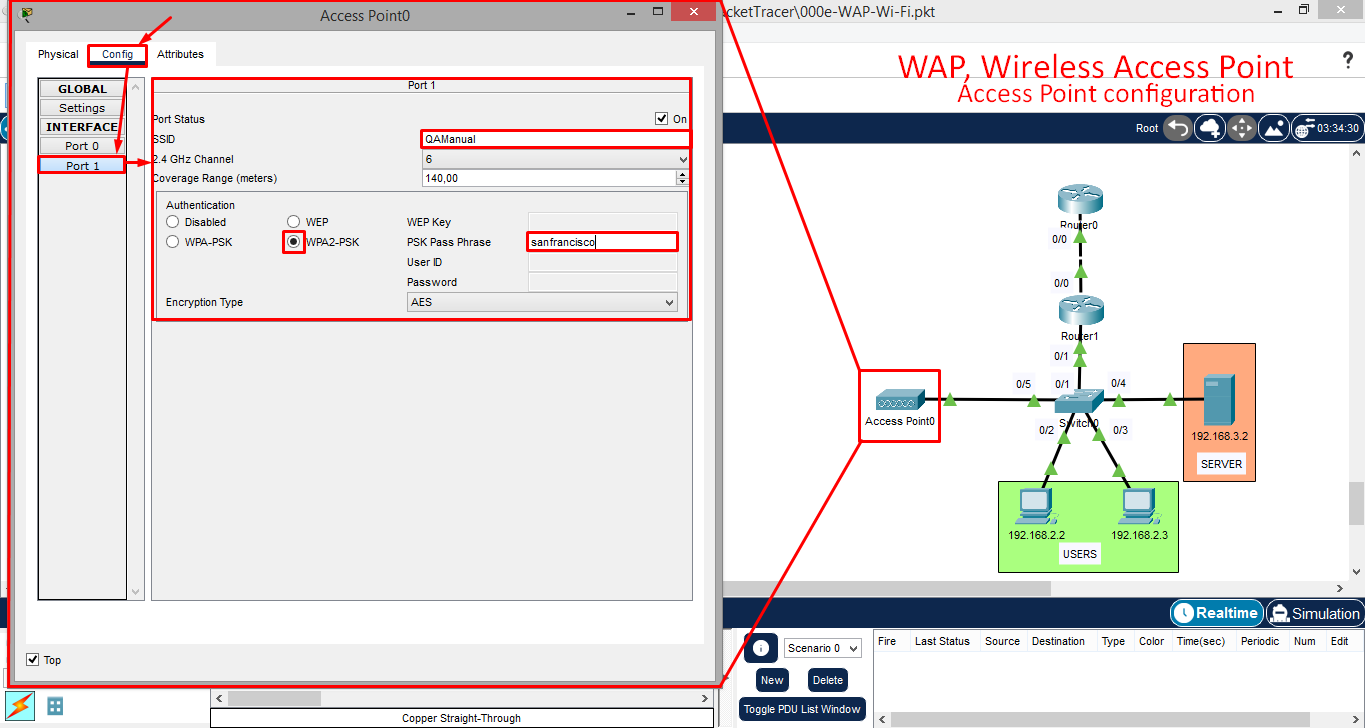 Access Point0
cketTracer\000e-WAP-Wi-Fi.pkt
Physical Config Attributes
WAP, Wireless Access Point
Access Point configuration
?
GLOBAL
Settings
INTERFACE
Port 0
Port 1
Port 1
Port Status On
SSID QAManual
2.4 GHz Channel 6
Coverage Range (meters) 140,00
Authentication
Disabled WEP WEP Key
WPA-PSK WPA2-PSK PSK Pass Phrase sanfrancisco
User ID
Password
Encryption Type AES
Top
Root 03:34:30
Router0
0/0
0/0
Router1
0/1
0/5 0/1 0/4
Access Point0
Switch0
0/2 0/3
192.168.3.2
SERVER
192.168.2.2 192.168.2.3
USERS
Realtime Simulation
Scenario 0
New Delete
Toggle PDU List Window
Fire Last Status Source Destination Type Color Time(sec) Periodic Num Edit
Copper Straight-Through